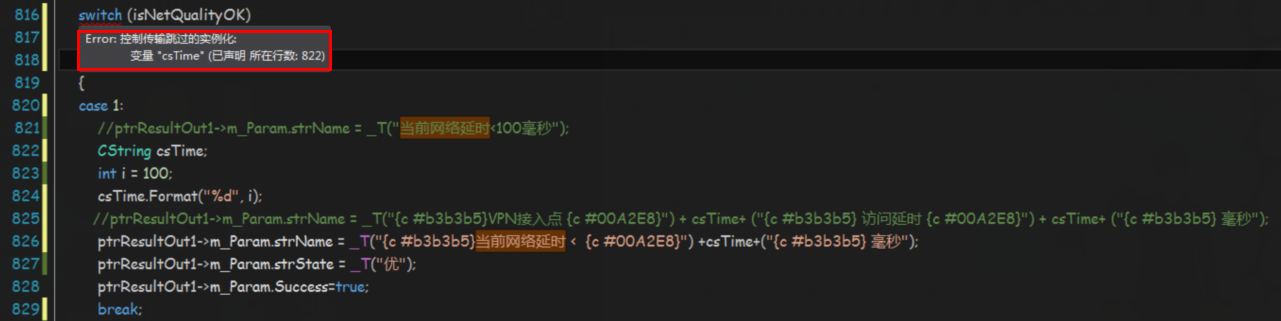 816 switch (isNetQualityOK)
817 Error: 控制传输跳过的实例化:
818 变量 "csTime" (已声明 所在行数: 822)
819 {
820 case 1:
821 //ptrResultOut1->m_Param.strName = _T("当前网络延时<100毫秒");
822 CString csTime;
823 int i = 100;
824 csTime.Format("%d", i);
825 //ptrResultOut1->m_Param.strName = _T("{c #b3b3b5}VPN接入点 {c #00A2E8}") + csTime+ ("{c #b3b3b5} 访问延时 {c #00A2E8}") + csTime+ ("{c #b3b3b5} 毫秒");
826 ptrResultOut1->m_Param.strName = _T("{c #b3b3b5}当前网络延时 < {c #00A2E8}") +csTime+("{c #b3b3b5} 毫秒");
827 ptrResultOut1->m_Param.strState = _T("优");
828 ptrResultOut1->m_Param.Success=true;
829 break;